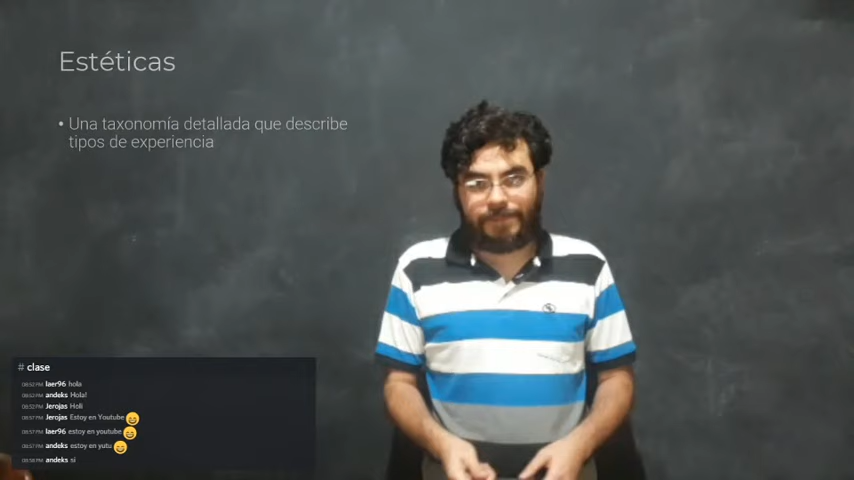 Estéticas
• Una taxonomía detallada que describe
tipos de experiencia
# clase
08:52 PM laer96 hola
08:52 PM andeks Hola!
08:52 PM Jerojas Holi
08:57 PM Jerojas Estoy en Youtube 😄
08:57 PM laer96 estoy en youtube 😄
08:57 PM andeks estoy en yutu 😄
08:58 PM andeks si